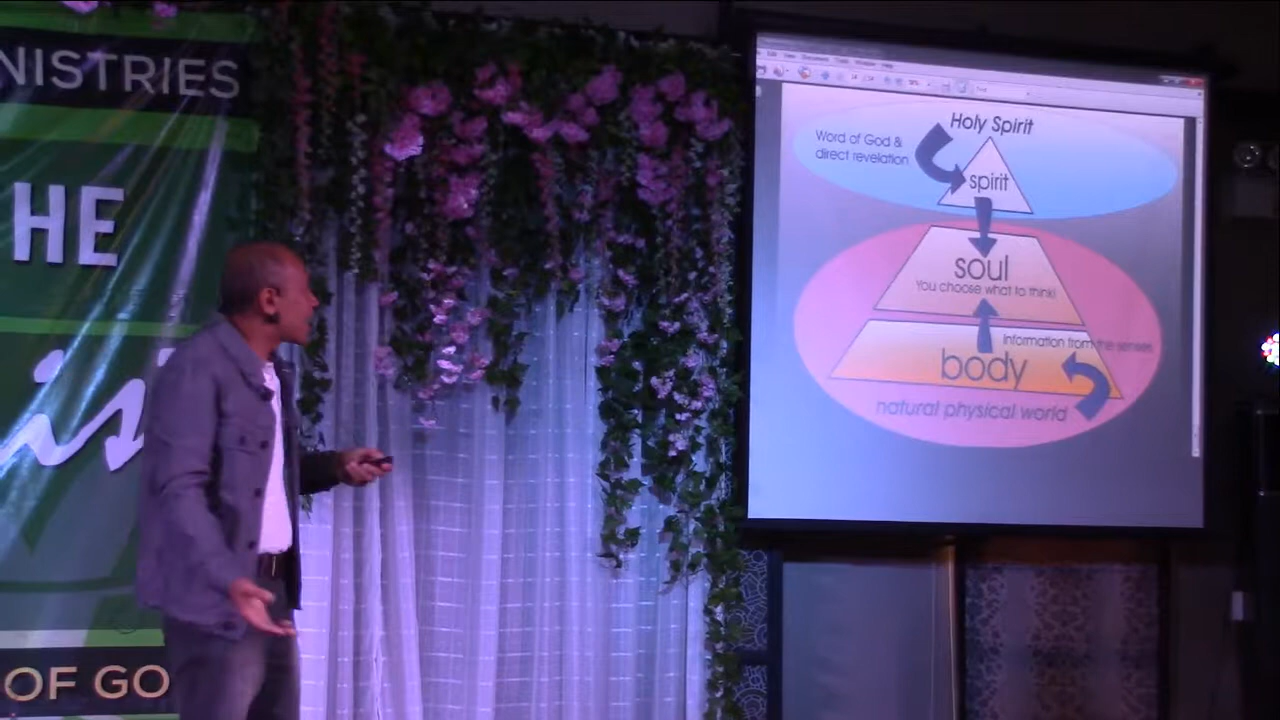 NISTRIES
HE
is
OF GO
Holy Spirit
Word of God &
direct revelation
spirit
soul
You choose what to think!
Information from the senses
body
natural physical world